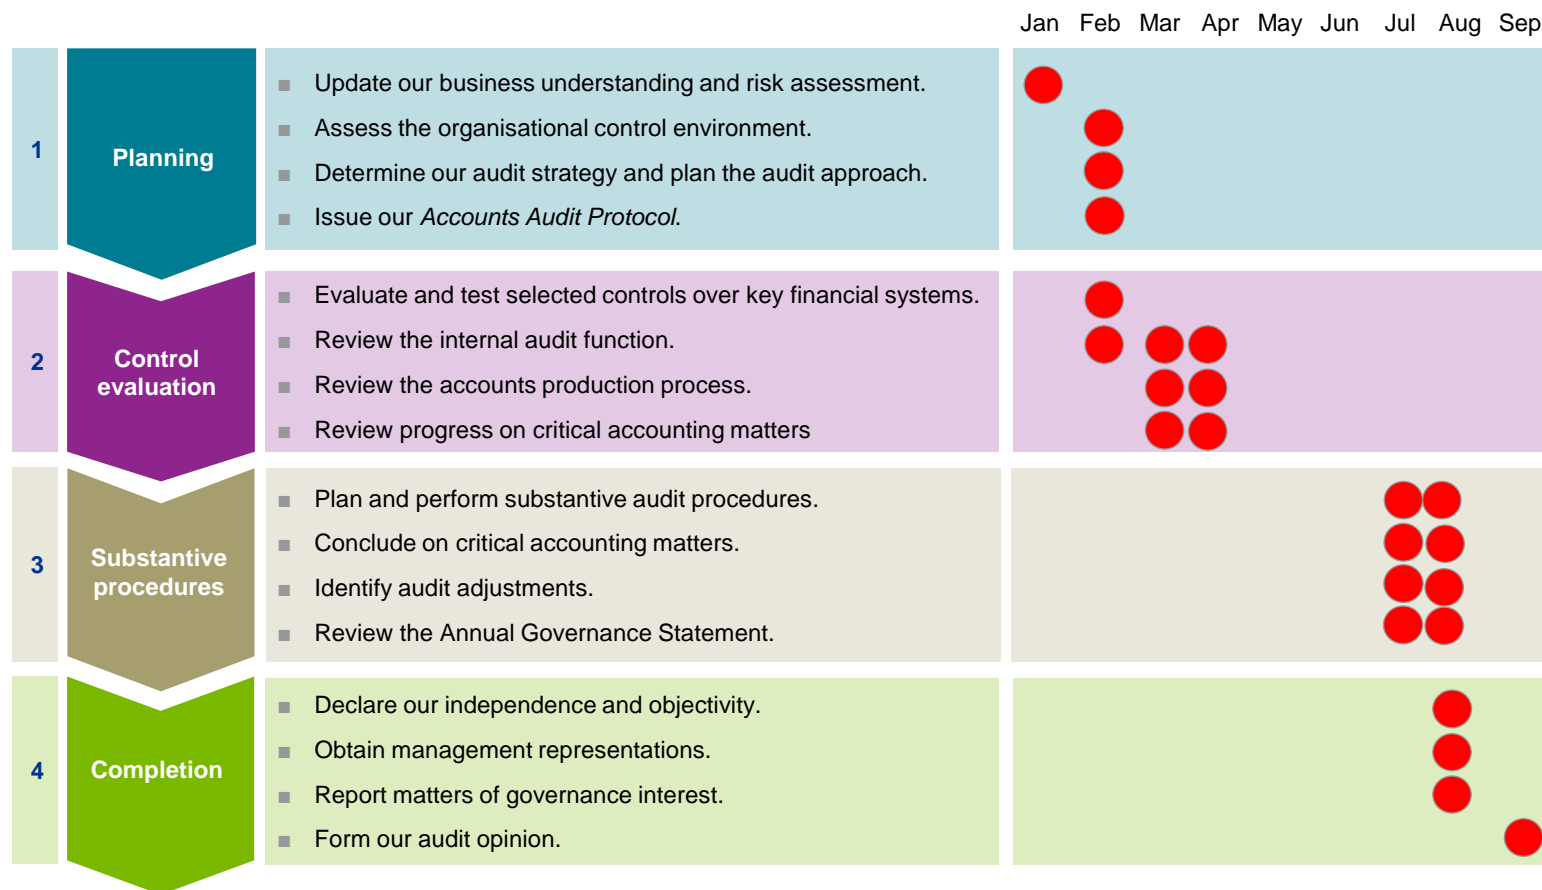 Jan Feb Mar Apr May Jun Jul Aug Sep
1
Planning
■ Update our business understanding and risk assessment.
■ Assess the organisational control environment.
■ Determine our audit strategy and plan the audit approach.
■ Issue our Accounts Audit Protocol.
2
Control
evaluation
■ Evaluate and test selected controls over key financial systems.
■ Review the internal audit function.
■ Review the accounts production process.
■ Review progress on critical accounting matters
3
Substantive
procedures
■ Plan and perform substantive audit procedures.
■ Conclude on critical accounting matters.
■ Identify audit adjustments.
■ Review the Annual Governance Statement.
4
Completion
■ Declare our independence and objectivity.
■ Obtain management representations.
■ Report matters of governance interest.
■ Form our audit opinion.